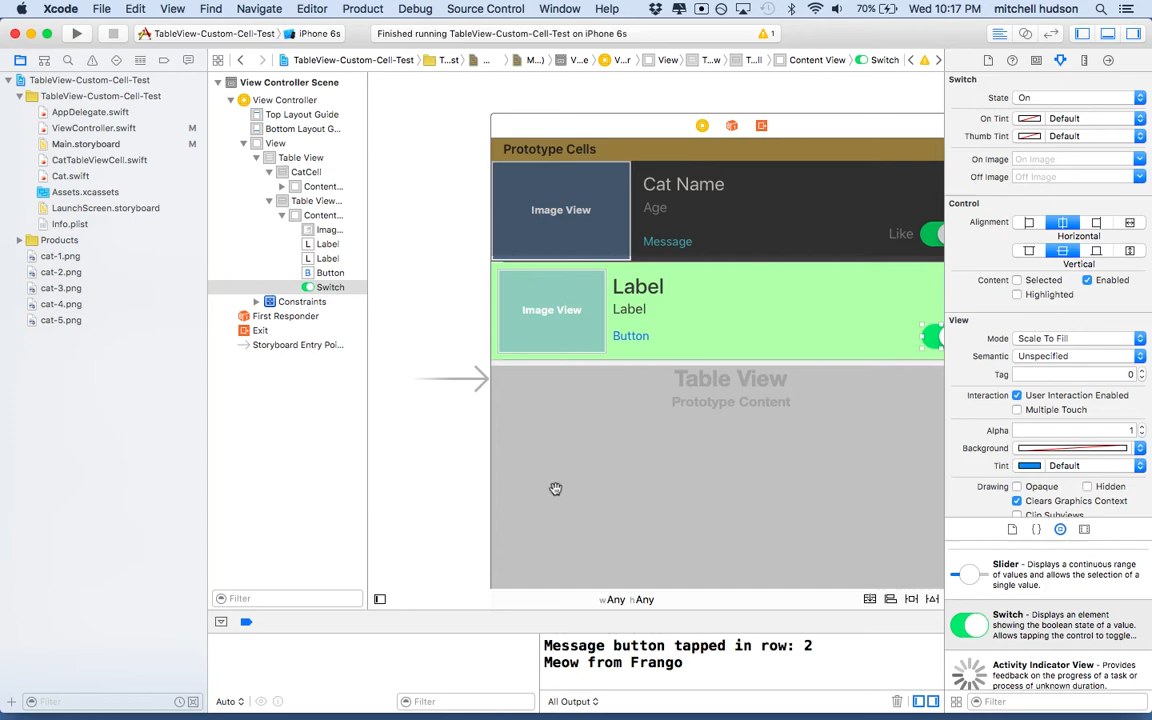 Xcode File Edit View Find Navigate Editor Product Debug Source Control Window Help 70% Wed 10:17 PM mitchell hudson
TableView-Custom-Cell-Test iPhone 6s Finished running TableView-Custom-Cell-Test on iPhone 6s 1
TableView-Custom-Cell-Test T...st ... M...) V...e V...r View T...w T...ll Content View Switch
TableView-Custom-Cell-Test
TableView-Custom-Cell-Test
AppDelegate.swift
ViewController.swift M
Main.storyboard M
CatTableViewCell.swift
Cat.swift
Assets.xcassets
LaunchScreen.storyboard
Info.plist
Products
cat-1.png
cat-2.png
cat-3.png
cat-4.png
cat-5.png
Filter
View Controller Scene
View Controller
Top Layout Guide
Bottom Layout G...
View
Table View
CatCell
Content...
Table View...
Content...
Imag...
L Label
L Label
B Button
Switch
Constraints
First Responder
Exit
Storyboard Entry Poi...
Filter
Prototype Cells
Image View
Cat Name
Age
Message
Like
Image View
Label
Label
Button
Table View
Prototype Content
wAny hAny
Message button tapped in row: 2
Meow from Frango
Auto
Filter
All Output
Switch
State On
On Tint Default
Thumb Tint Default
On Image On Image
Off Image Off Image
Control
Alignment
Horizontal
Vertical
Content Selected Enabled
Highlighted
View
Mode Scale To Fill
Semantic Unspecified
Tag 0
Interaction User Interaction Enabled
Multiple Touch
Alpha 1
Background
Tint Default
Drawing Opaque Hidden
Clears Graphics Context
Clip Subviews
Slider - Displays a continuous range
of values and allows the selection of a
single value.
Switch - Displays an element
showing the boolean state of a value.
Allows tapping the control to toggle...
Activity Indicator View - Provides
feedback on the progress of a task or
process of unknown duration.
Filter